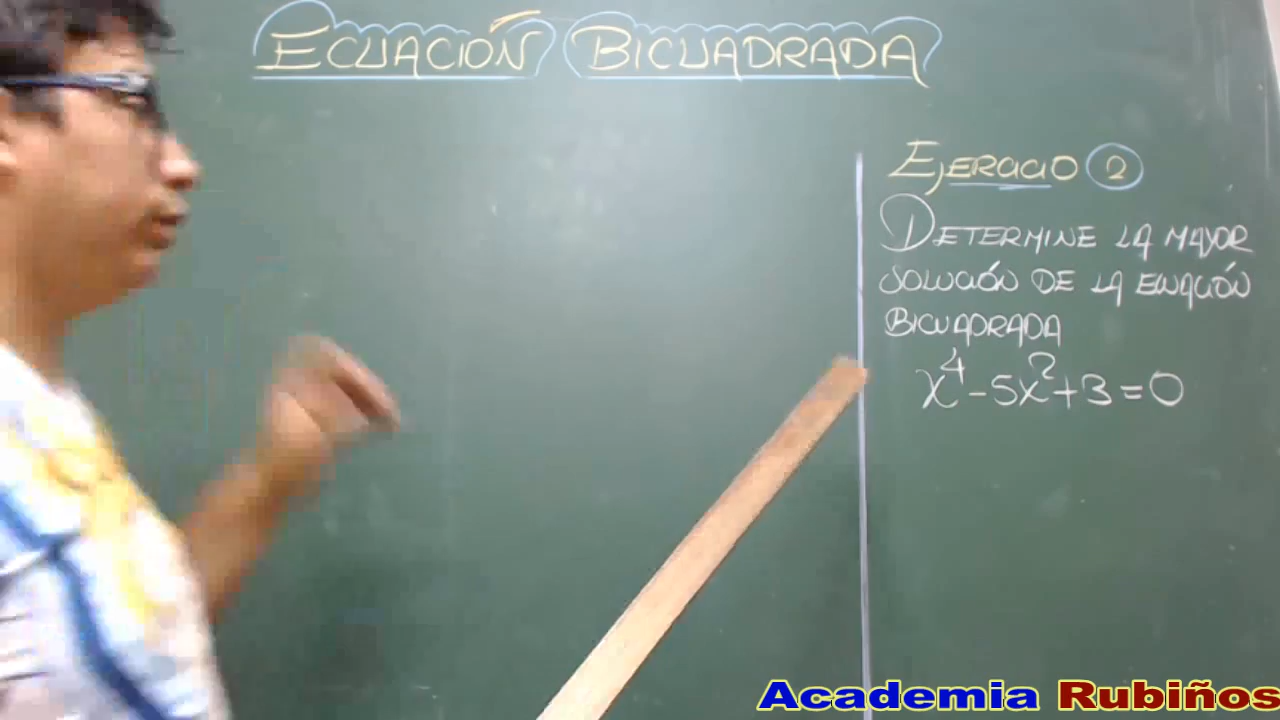 ECUACIÓN BICUADRADA
EJERCICIO 2
DETERMINE LA MAYOR
SOLUCIÓN DE LA ECUACIÓN
BICUADRADA
x⁴-5x²+3=0
Academia Rubiños